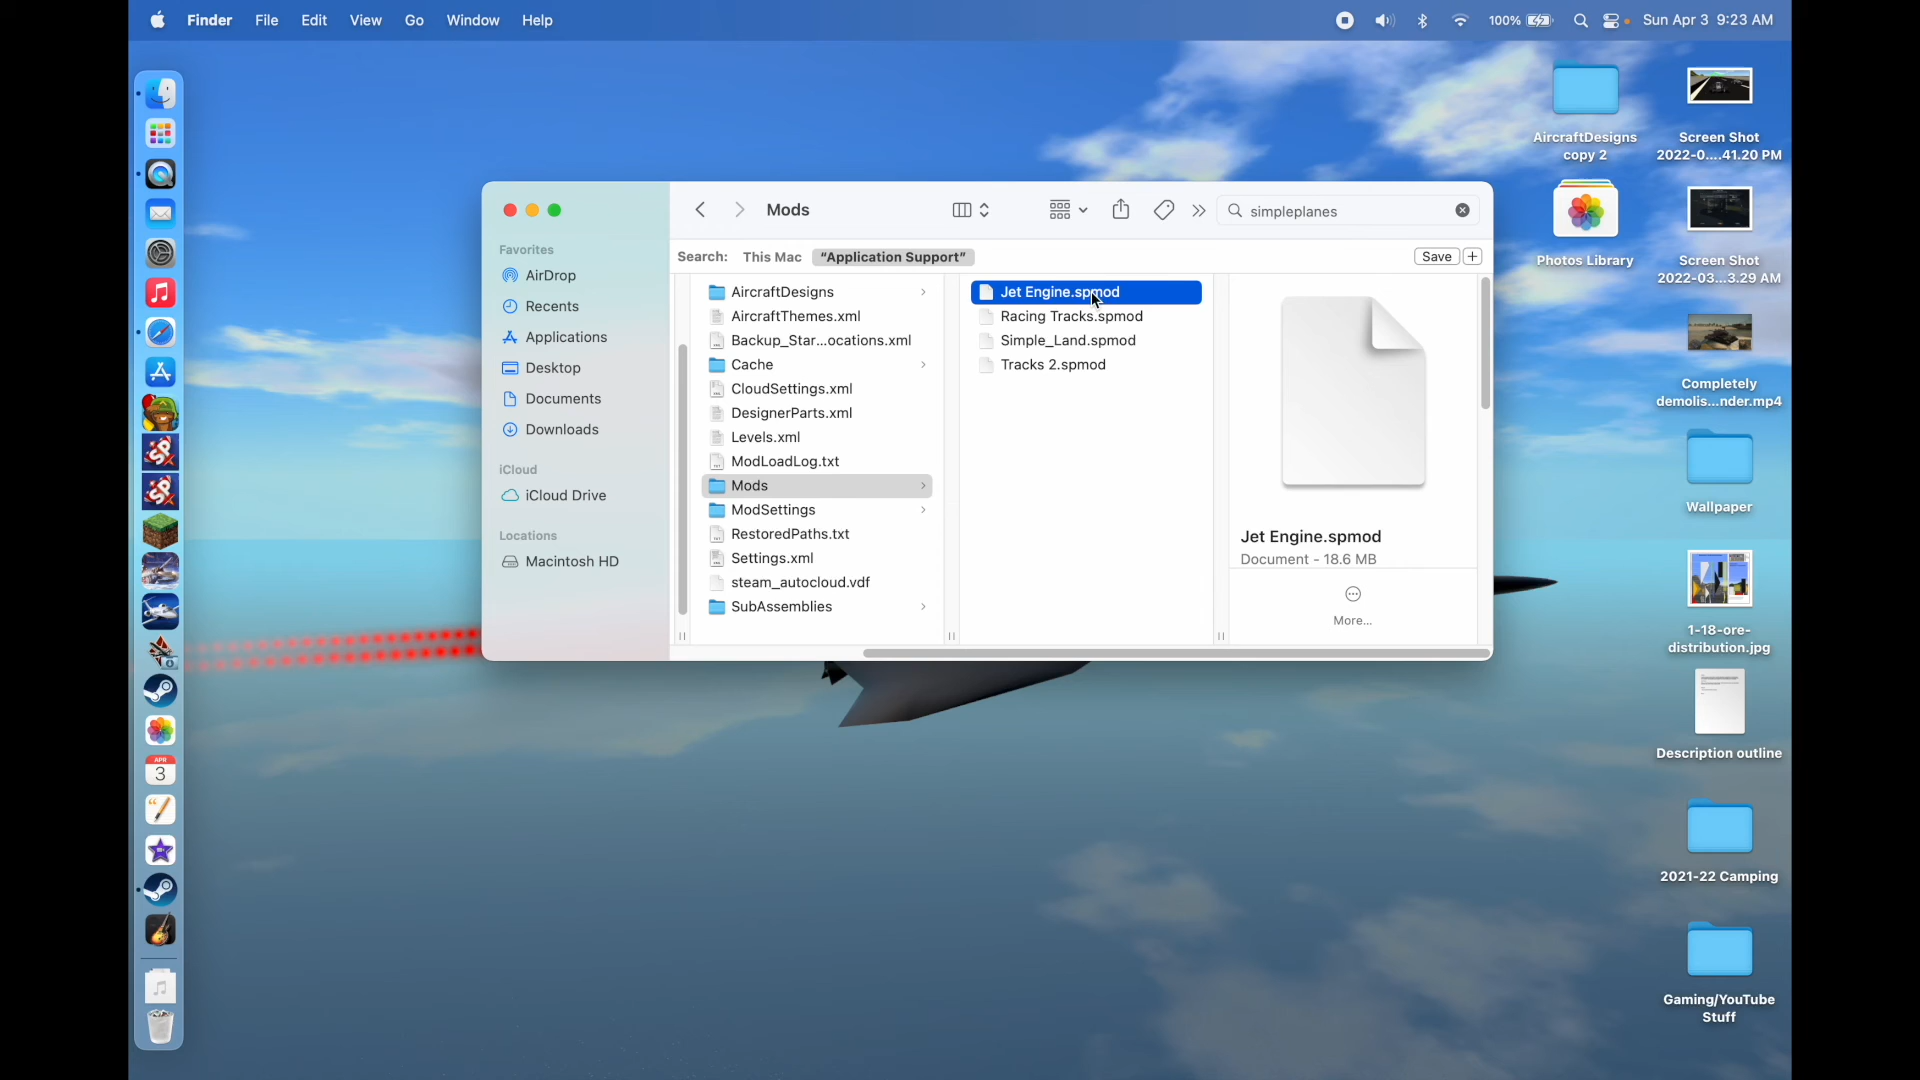 Finder File Edit View Go Window Help
100% Sun Apr 3 9:23 AM
Mods
simpleplanes
Search: This Mac "Application Support" Save +
Favorites
AirDrop
Recents
Applications
Desktop
Documents
Downloads
iCloud
iCloud Drive
Locations
Macintosh HD
AircraftDesigns
AircraftThemes.xml
Backup_Star...ocations.xml
Cache
CloudSettings.xml
DesignerParts.xml
Levels.xml
ModLoadLog.txt
Mods
ModSettings
RestoredPaths.txt
Settings.xml
steam_autocloud.vdf
SubAssemblies
Jet Engine.spmod
Racing Tracks.spmod
Simple_Land.spmod
Tracks 2.spmod
Jet Engine.spmod
Document - 18.6 MB
More...
AircraftDesigns
copy 2
Photos Library
Screen Shot
2022-0....41.20 PM
Screen Shot
2022-03...3.29 AM
Completely
demolis...nder.mp4
Wallpaper
1-18-ore-
distribution.jpg
Description outline
2021-22 Camping
Gaming/YouTube
Stuff
SP
SP
APR
3